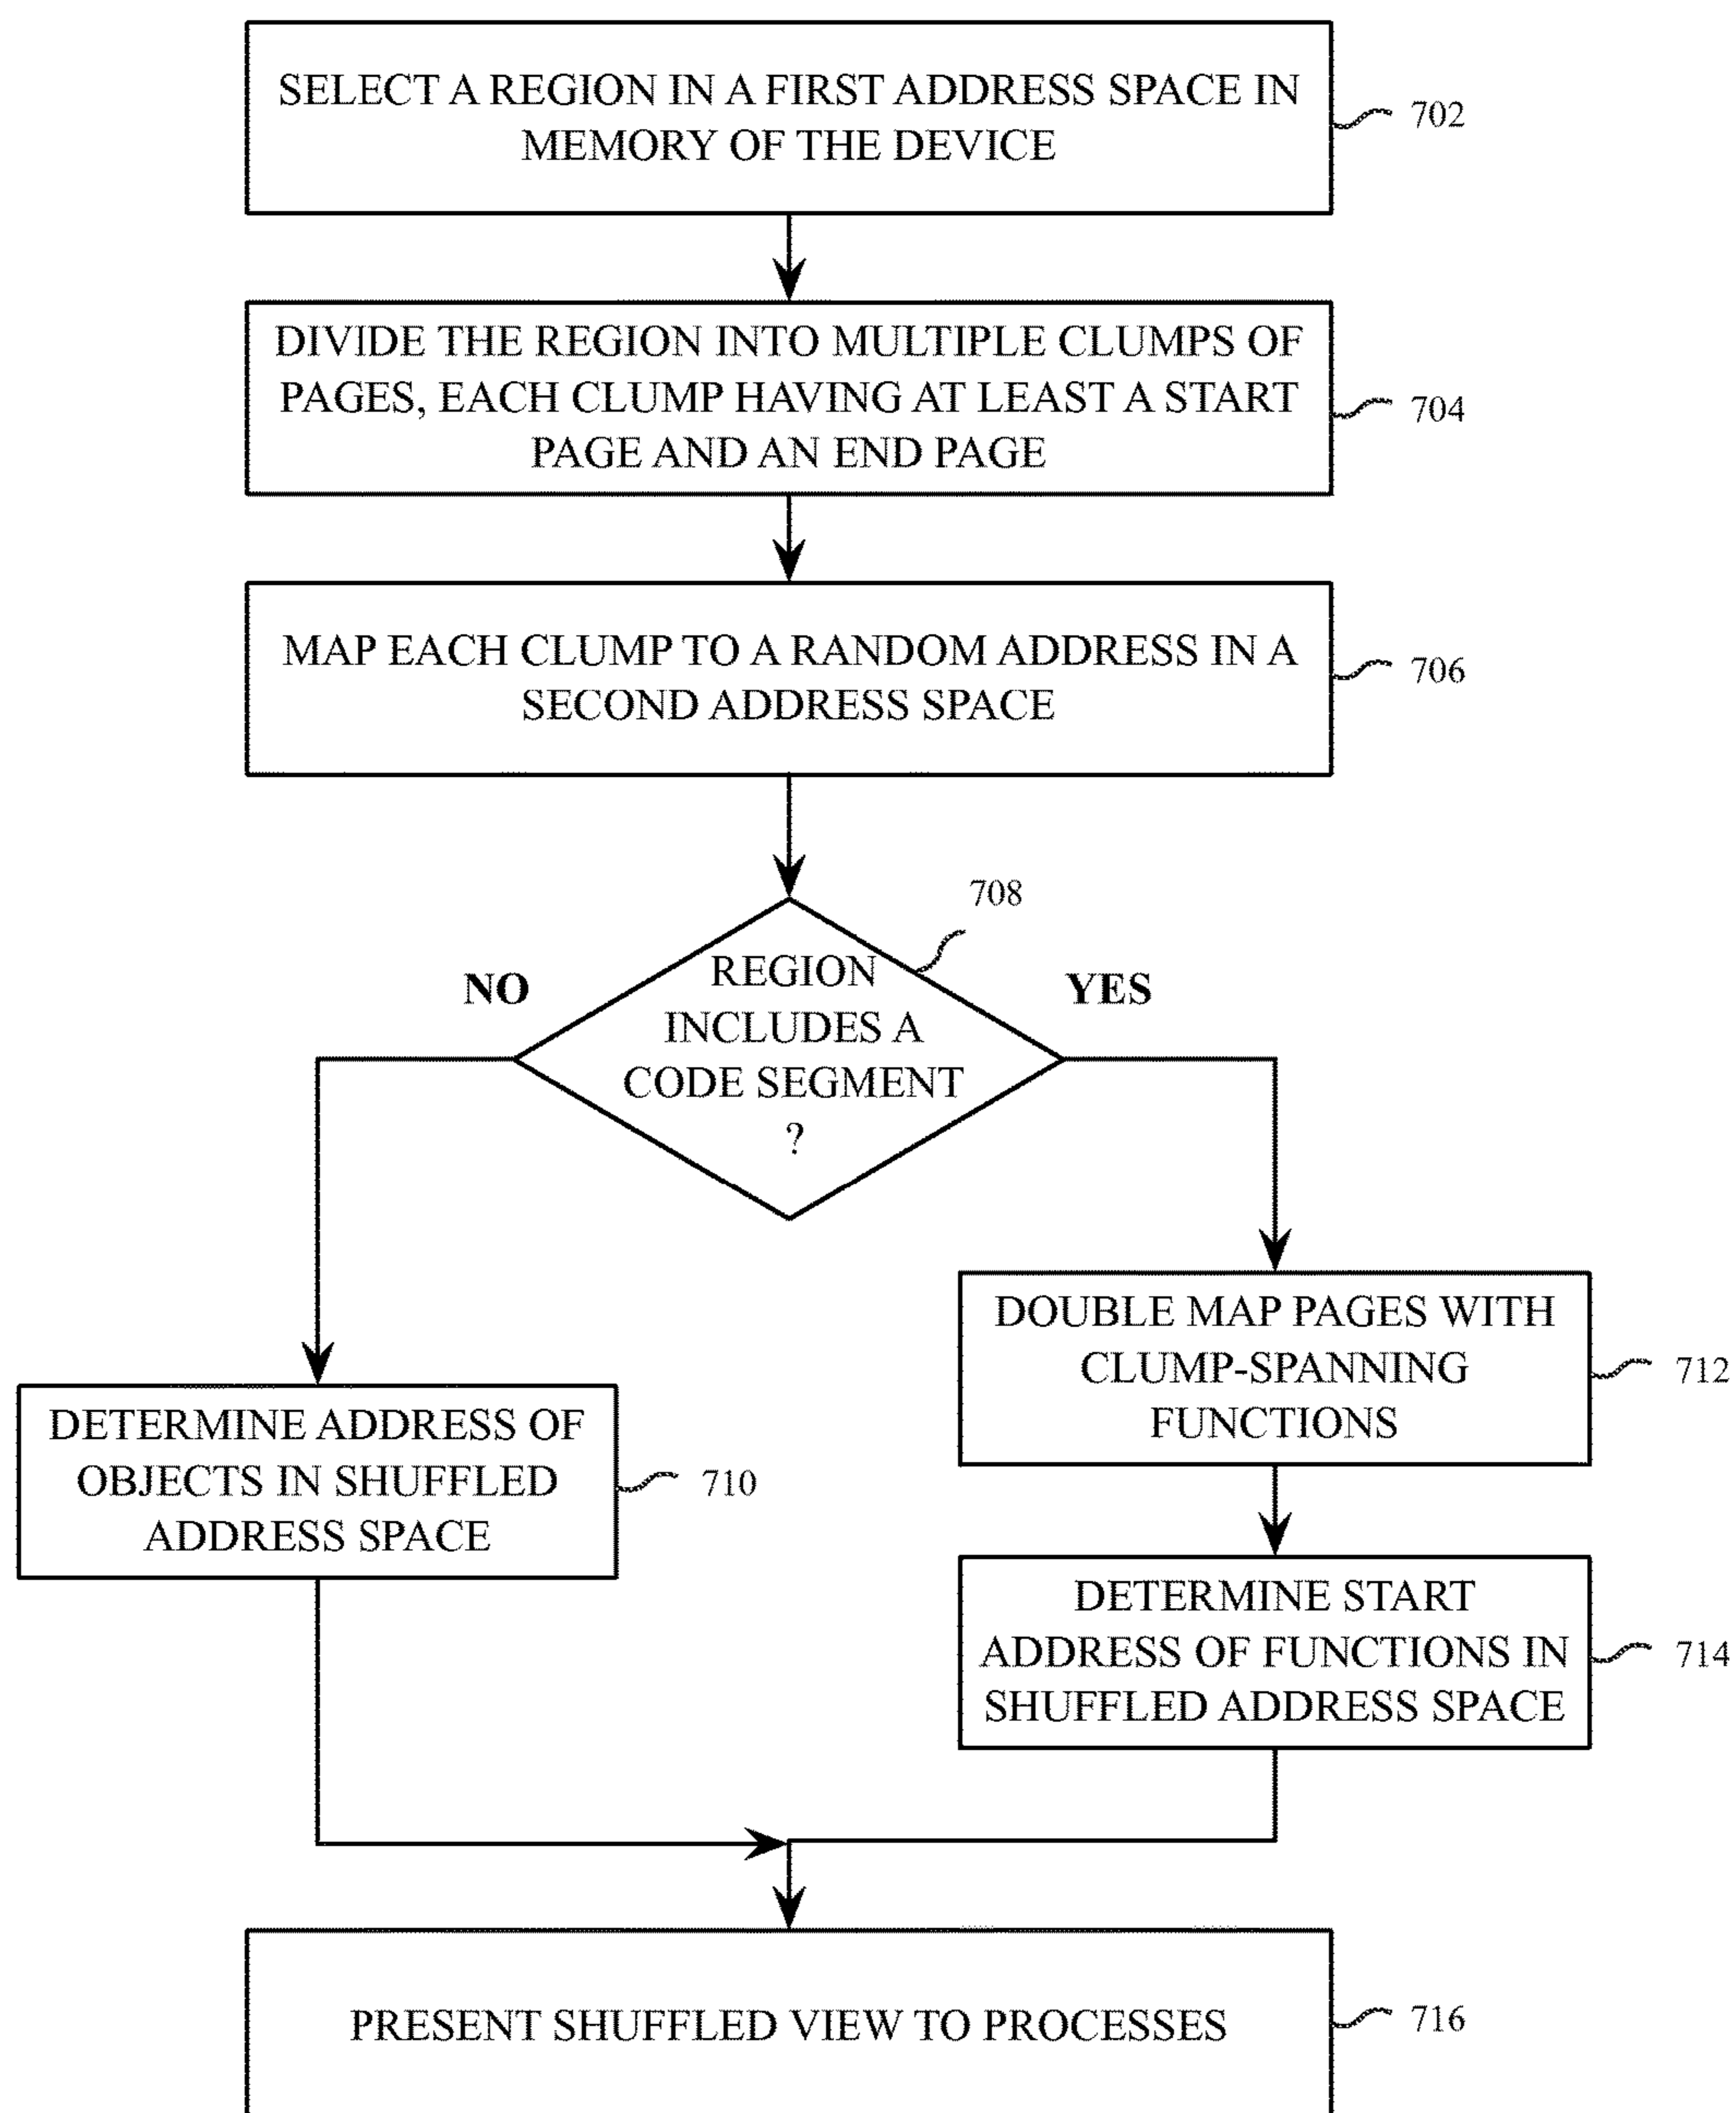 SELECT A REGION IN A FIRST ADDRESS SPACE IN
MEMORY OF THE DEVICE
702
DIVIDE THE REGION INTO MULTIPLE CLUMPS OF
PAGES, EACH CLUMP HAVING AT LEAST A START
PAGE AND AN END PAGE
704
MAP EACH CLUMP TO A RANDOM ADDRESS IN A
SECOND ADDRESS SPACE
706
708
NO
REGION
INCLUDES A
CODE SEGMENT
?
YES
DOUBLE MAP PAGES WITH
CLUMP-SPANNING
FUNCTIONS
712
DETERMINE ADDRESS OF
OBJECTS IN SHUFFLED
ADDRESS SPACE
710
DETERMINE START
ADDRESS OF FUNCTIONS IN
SHUFFLED ADDRESS SPACE
714
PRESENT SHUFFLED VIEW TO PROCESSES
716